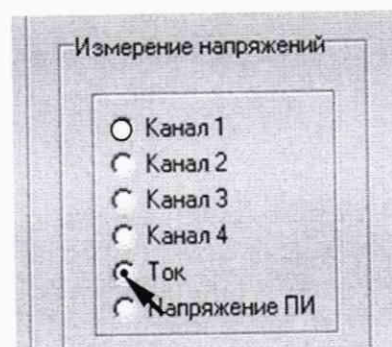 Измерение напряжений
Канал 1
Канал 2
Канал 3
Канал 4
Ток
Напряжение ПИ